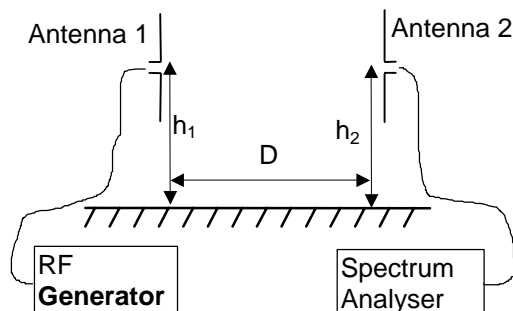 Antenna 1
Antenna 2
h1
h2
D
RF
Generator
Spectrum
Analyser